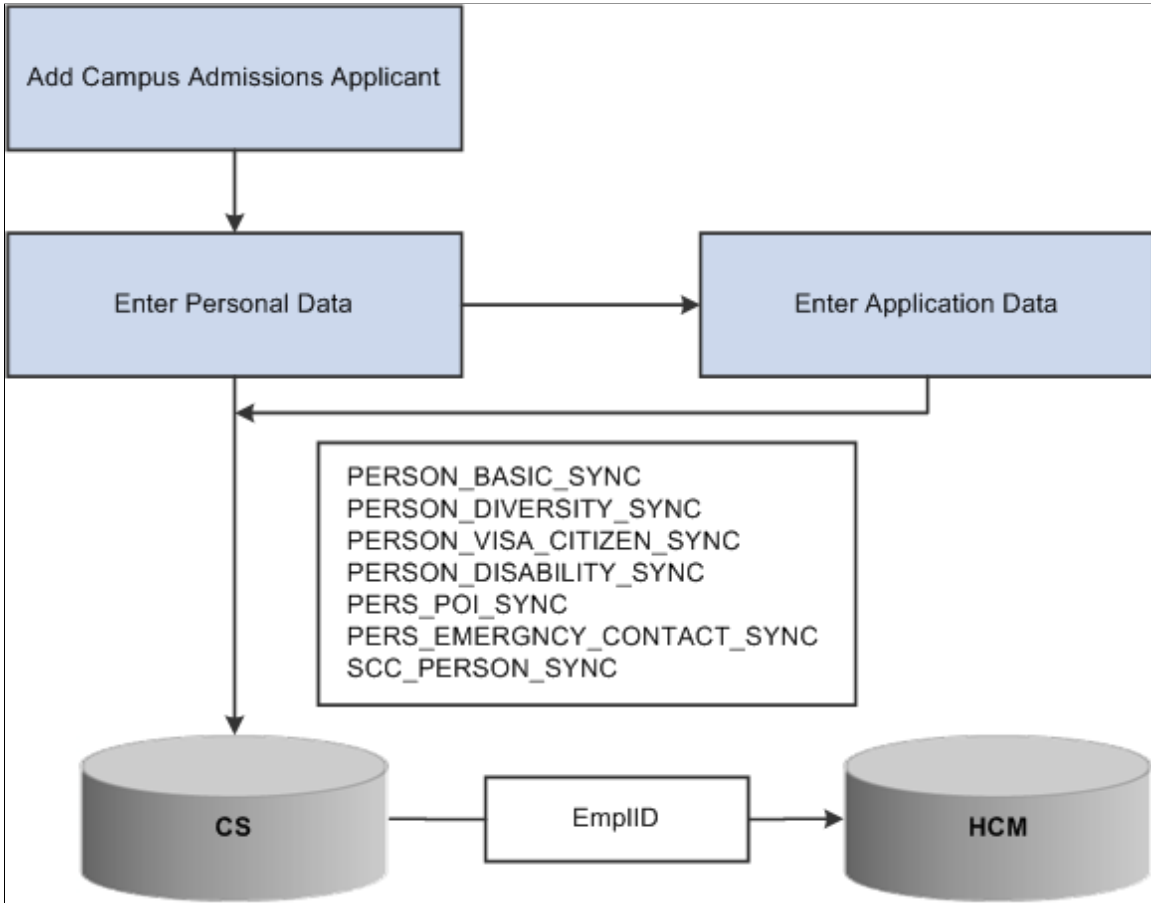 Add Campus Admissions Applicant
Enter Personal Data
Enter Application Data
PERSON_BASIC_SYNC
PERSON_DIVERSITY_SYNC
PERSON_VISA_CITIZEN_SYNC
PERSON_DISABILITY_SYNC
PERS_POI_SYNC
PERS_EMERGNCY_CONTACT_SYNC
SCC_PERSON_SYNC
CS
EmplID
HCM